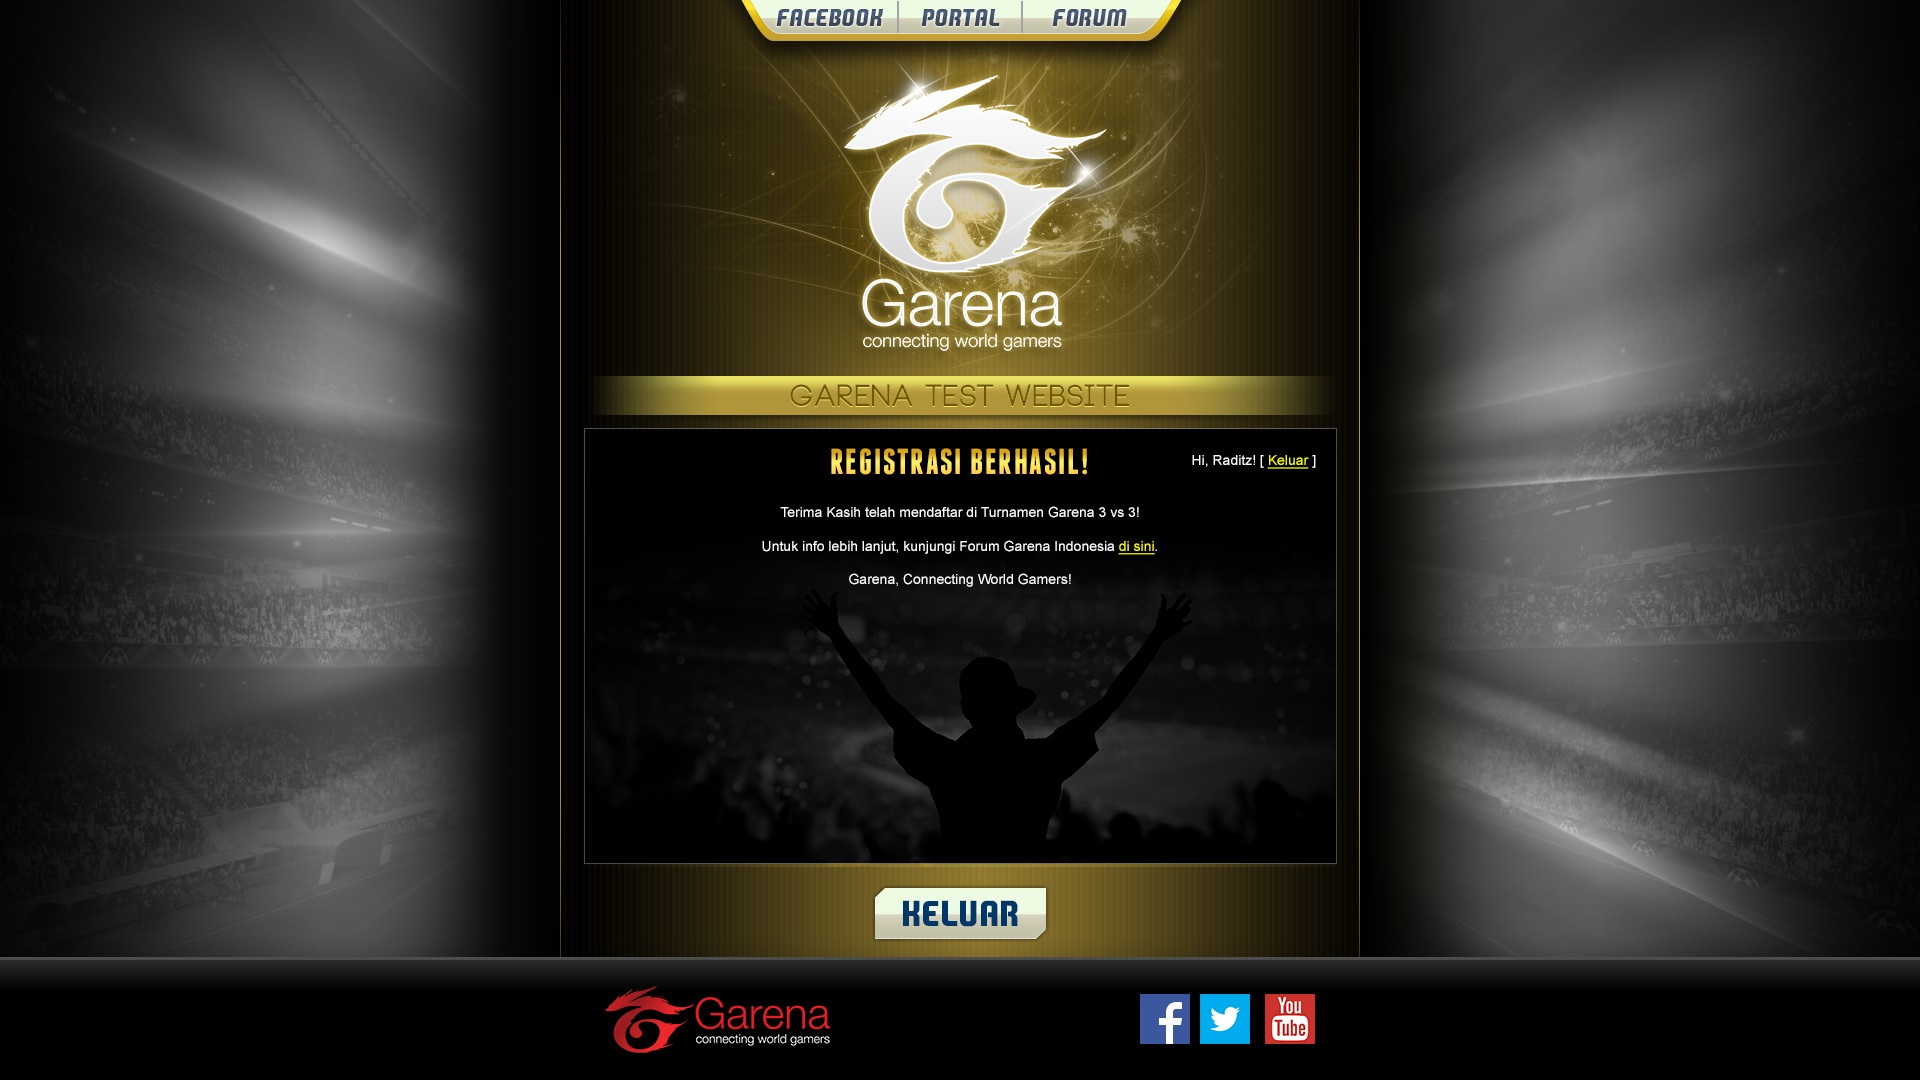 FACEBOOK PORTAL FORUM
Garena
connecting world gamers
GARENA TEST WEBSITE
REGISTRASI BERHASIL!
Hi, Raditz! [ Keluar ]
Terima Kasih telah mendaftar di Turnamen Garena 3 vs 3!
Untuk info lebih lanjut, kunjungi Forum Garena Indonesia di sini.
Garena, Connecting World Gamers!
KELUAR
Garena
connecting world gamers
You
Tube